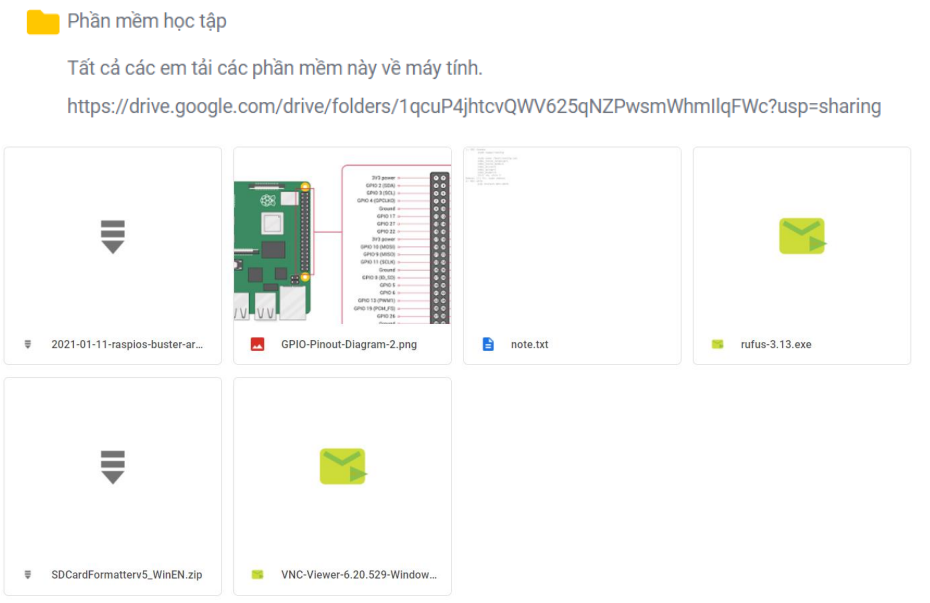 Phần mềm học tập
Tất cả các em tải các phần mềm này về máy tính.
https://drive.google.com/drive/folders/1qcuP4jhtcvQWV625qNZPwsmWhmIlqFWc?usp=sharing
3V3 power
GPIO 2 (SDA)
GPIO 3 (SCL)
GPIO 4 (GPCLK0)
Ground
GPIO 17
GPIO 27
GPIO 22
3V3 power
GPIO 10 (MOSI)
GPIO 9 (MISO)
GPIO 11 (SCLK)
Ground
GPIO 0 (ID_SD)
GPIO 5
GPIO 6
GPIO 13 (PWM1)
GPIO 19 (PCM_FS)
GPIO 26
Ground
2021-01-11-raspios-buster-ar...
GPIO-Pinout-Diagram-2.png
note.txt
rufus-3.13.exe
SDCardFormatterv5_WinEN.zip
VNC-Viewer-6.20.529-Window...